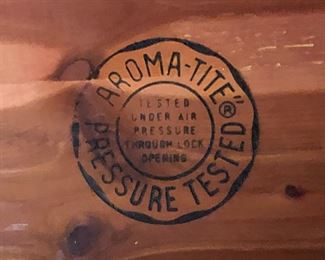 AROMA-TITE"®
TESTED
UNDER AIR
PRESSURE
THROUGH LOCK
OPENING
PRESSURE TESTED